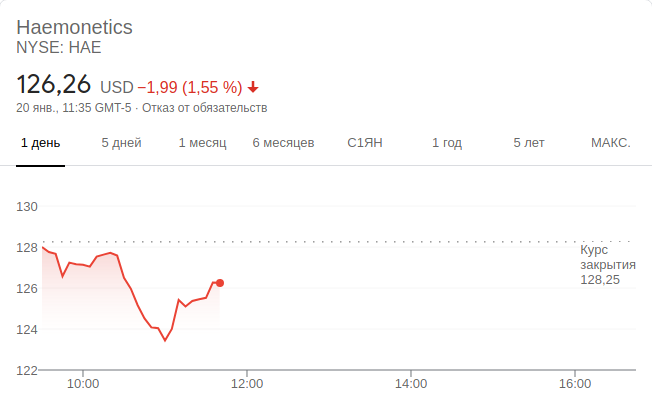 Haemonetics
NYSE: HAE
126,26 USD −1,99 (1,55 %)
20 янв., 11:35 GMT-5 · Отказ от обязательств
1 день 5 дней 1 месяц 6 месяцев С1ЯН 1 год 5 лет МАКС.
130
128
126
124
122
Курс
закрытия
128,25
10:00 12:00 14:00 16:00